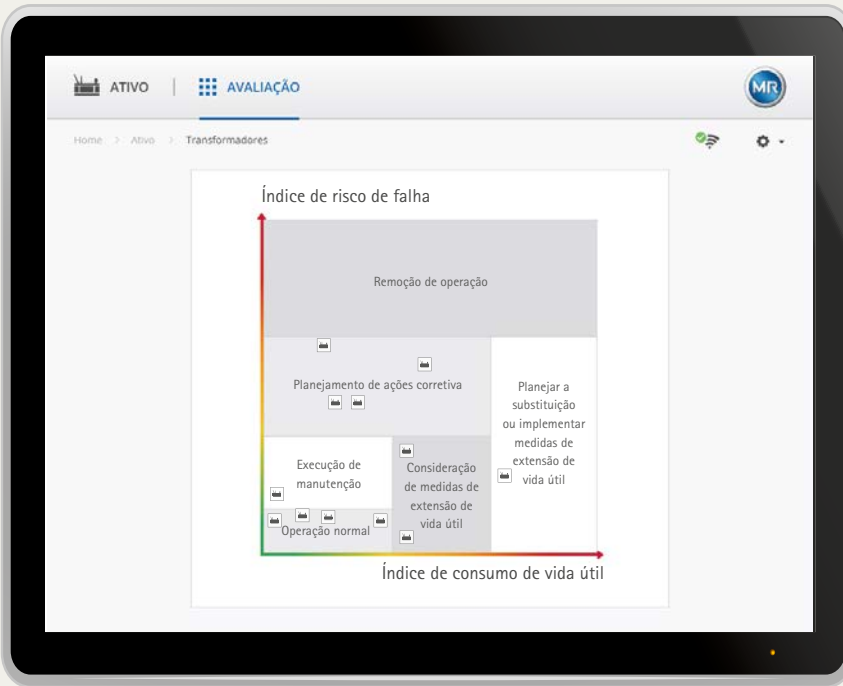 ATIVO | AVALIAÇÃO
MR
Home > Ativo > Transformadores
Índice de risco de falha
Remoção de operação
Planejamento de ações corretiva
Planejar a
substituição
ou implementar
medidas de
extensão de
vida útil
Execução de
manutenção
Consideração
de medidas de
extensão de
vida útil
Operação normal
Índice de consumo de vida útil